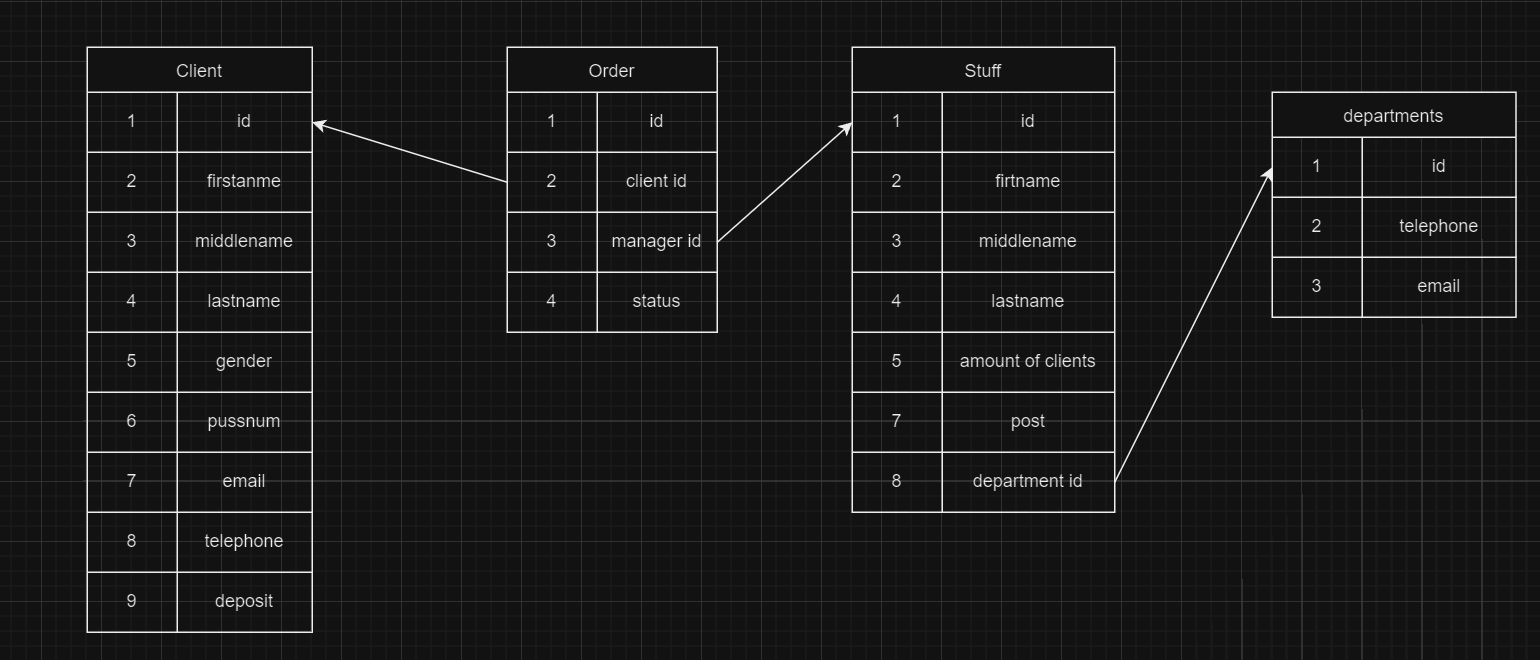 Client
1 id
2 firstanme
3 middlename
4 lastname
5 gender
6 pussnum
7 email
8 telephone
9 deposit
Order
1 id
2 client id
3 manager id
4 status
Stuff
1 id
2 firtname
3 middlename
4 lastname
5 amount of clients
7 post
8 department id
departments
1 id
2 telephone
3 email